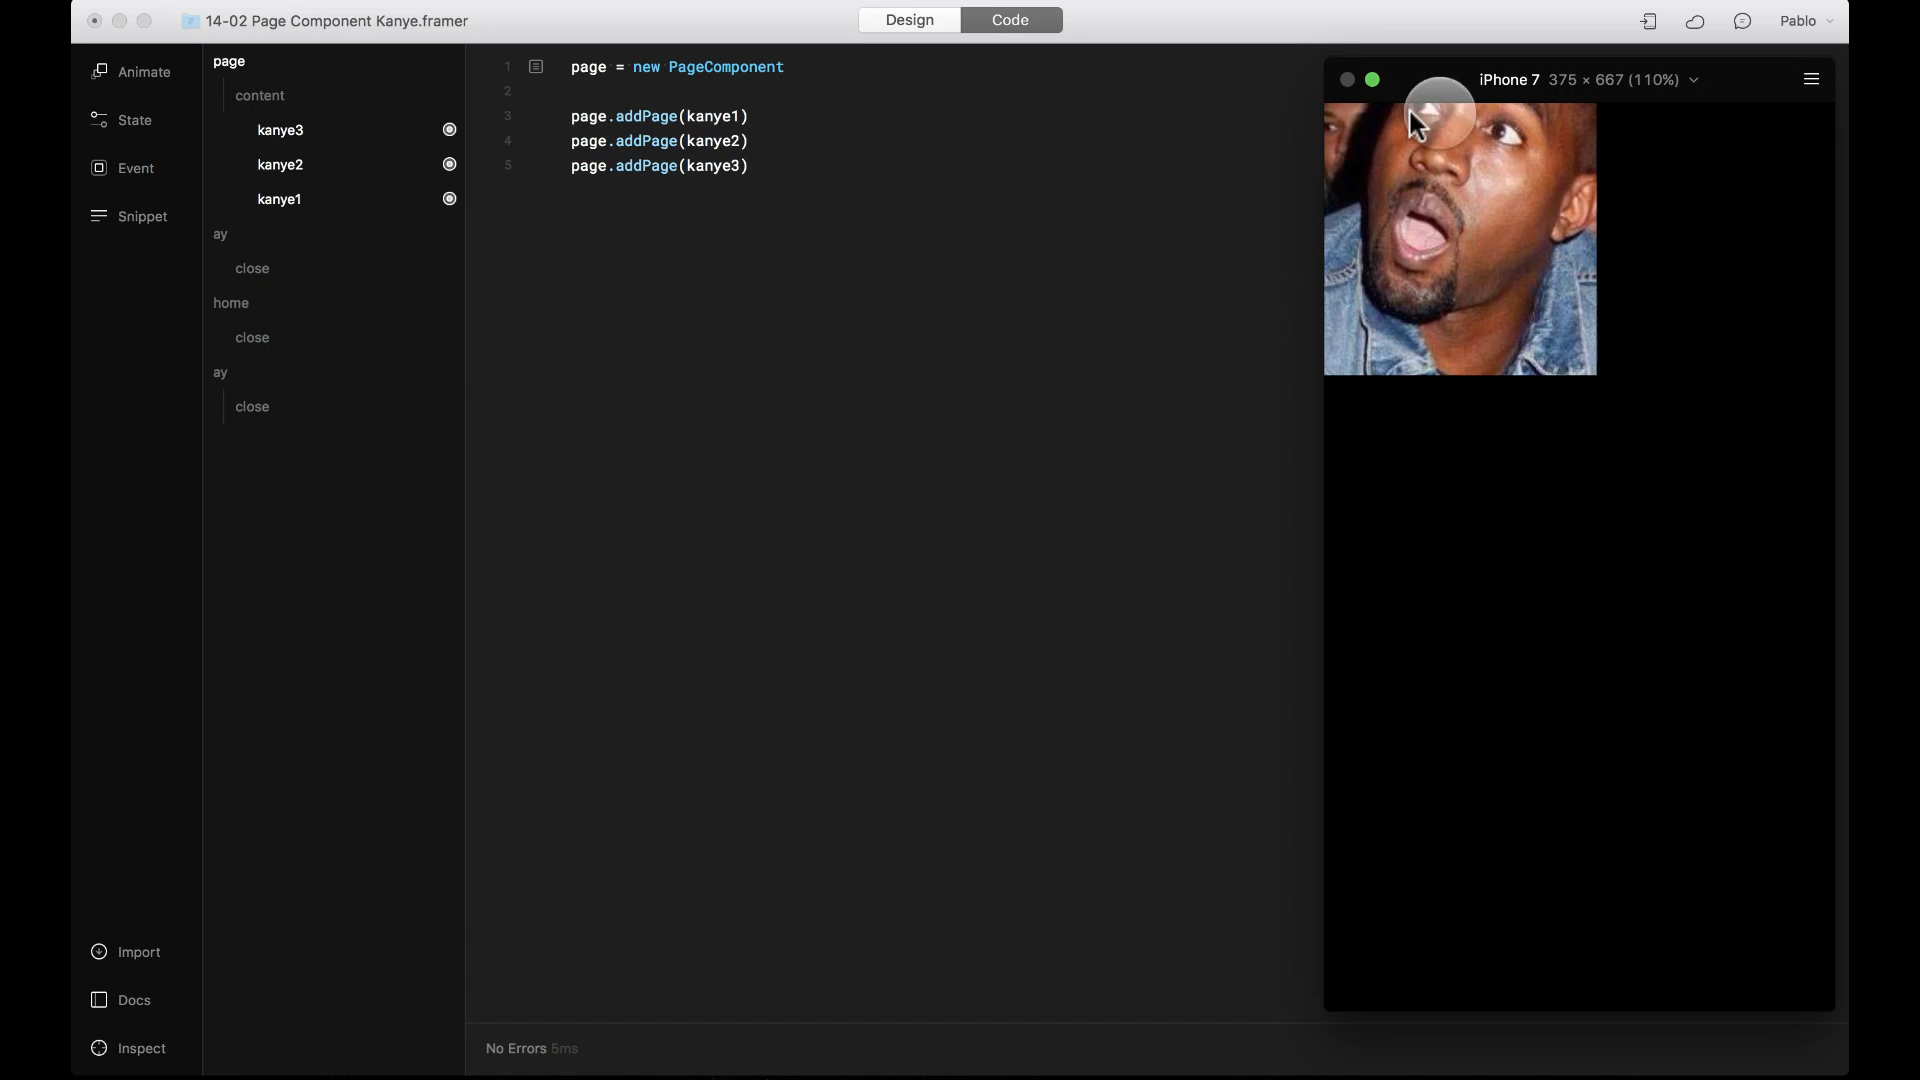 14-02 Page Component Kanye.framer
Design
Code
Pablo
Animate
State
Event
Snippet
Import
Docs
Inspect
page
content
kanye3
kanye2
kanye1
ay
close
home
close
ay
close
1 page = new PageComponent
2
3 page.addPage(kanye1)
4 page.addPage(kanye2)
5 page.addPage(kanye3)
No Errors 5ms
iPhone 7 375 × 667 (110%)